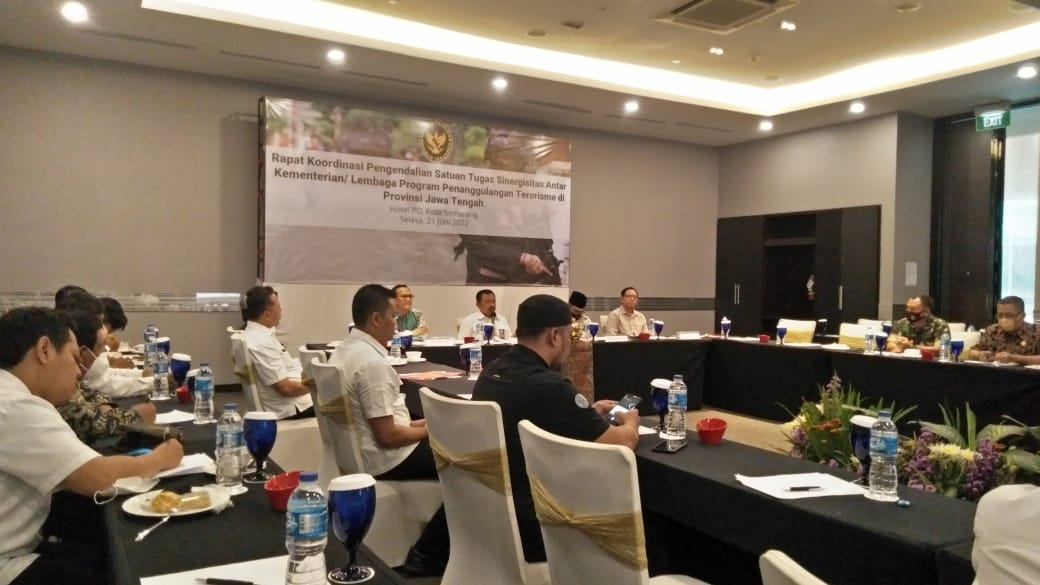 Rapat Koordinasi Pengendalian Satuan Tugas Sinergisitas Antar
Kementerian/ Lembaga Program Penanggulangan Terorisme di
Provinsi Jawa Tengah
Hotel PO, Kota Semarang
Selasa, 21 Juni 2022
EXIT